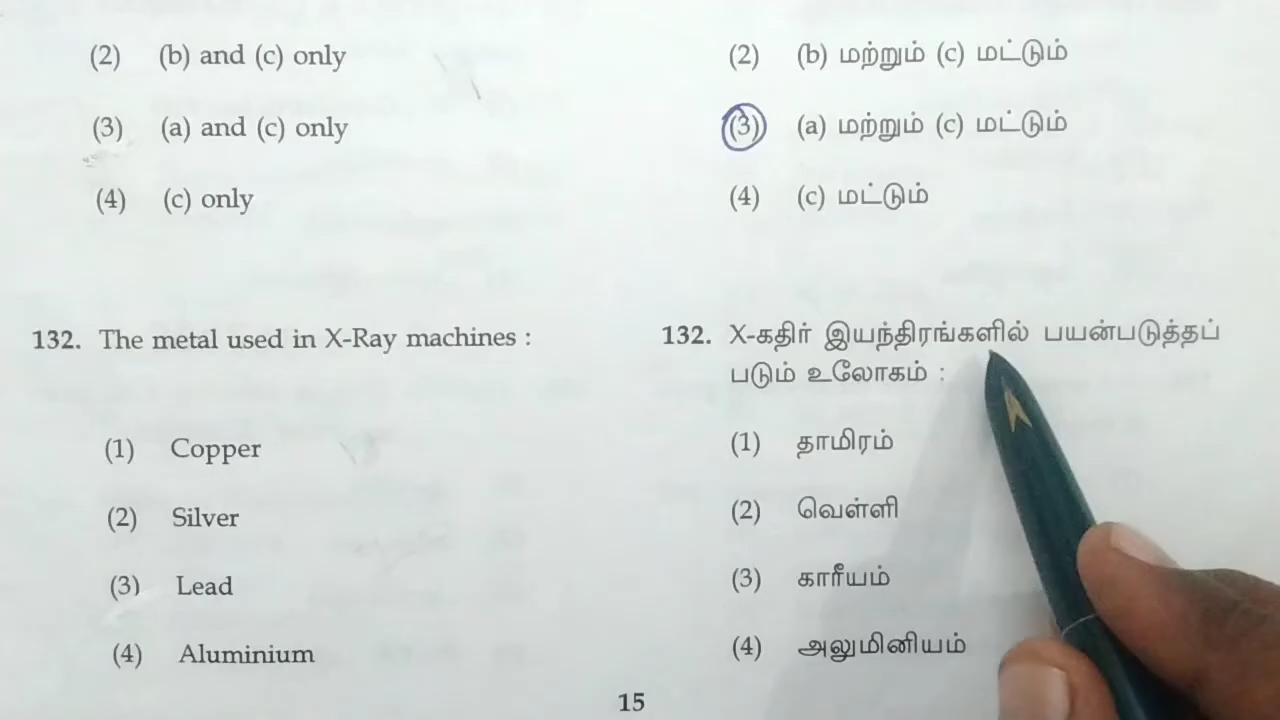 (2) (b) and (c) only
(3) (a) and (c) only
(4) (c) only
132. The metal used in X-Ray machines :
(1) Copper
(2) Silver
(3) Lead
(4) Aluminium
(2) (b) மற்றும் (c) மட்டும்
(3) (a) மற்றும் (c) மட்டும்
(4) (c) மட்டும்
132. X-கதிர் இயந்திரங்களில் பயன்படுத்தப்
படும் உலோகம் :
(1) தாமிரம்
(2) வெள்ளி
(3) காரீயம்
(4) அலுமினியம்
15